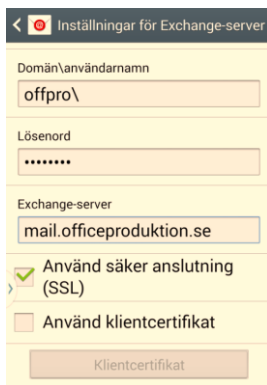 Inställningar för Exchange-server
Domän\användarnamn
offpro\
Lösenord
••••••••
Exchange-server
mail.officeproduktion.se
Använd säker anslutning
(SSL)
Använd klientcertifikat
Klientcertifikat